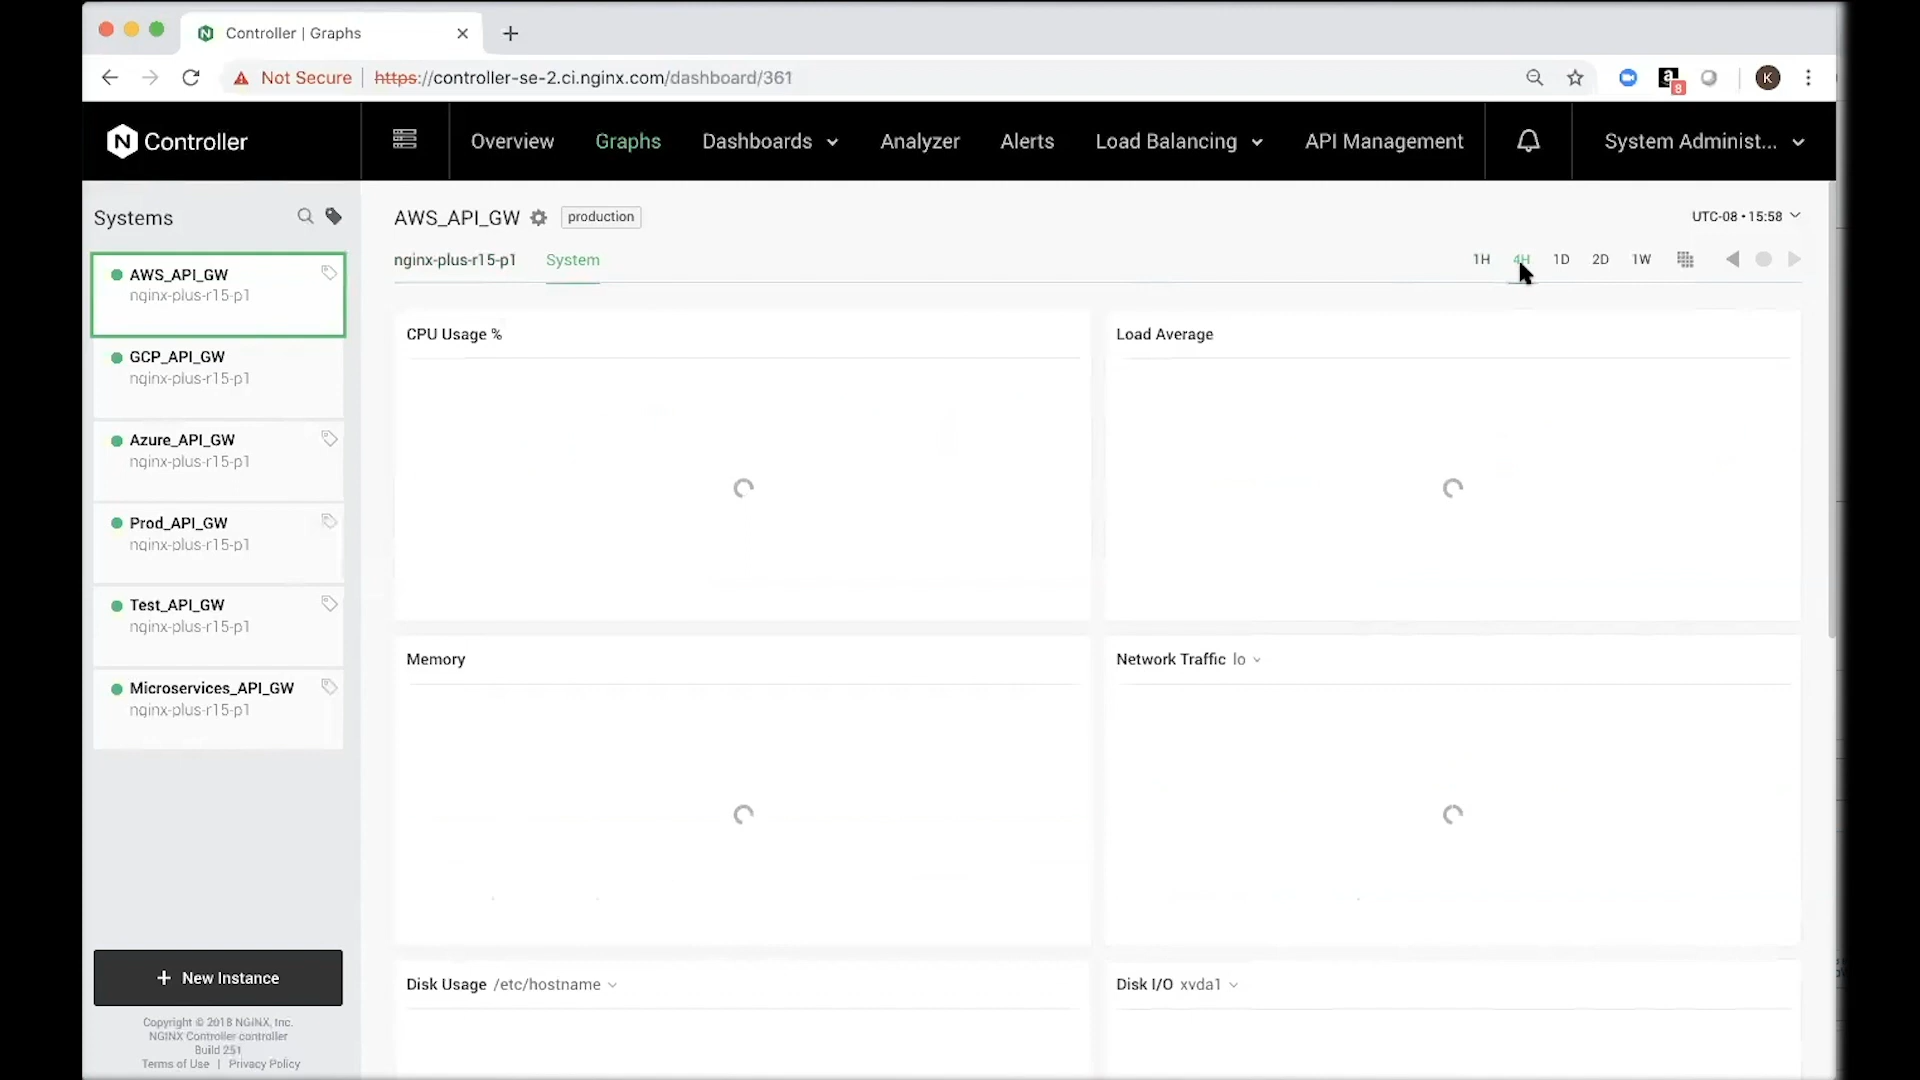 Controller | Graphs
Not Secure https://controller-se-2.ci.nginx.com/dashboard/361
8
K
N Controller Overview Graphs Dashboards Analyzer Alerts Load Balancing API Management System Administ...
Systems
AWS_API_GW
nginx-plus-r15-p1
GCP_API_GW
nginx-plus-r15-p1
Azure_API_GW
nginx-plus-r15-p1
Prod_API_GW
nginx-plus-r15-p1
Test_API_GW
nginx-plus-r15-p1
Microservices_API_GW
nginx-plus-r15-p1
+ New Instance
Copyright © 2018 NGINX, Inc.
NGINX Controller controller
Build 251
Terms of Use | Privacy Policy
AWS_API_GW production UTC-08 • 15:58
nginx-plus-r15-p1 System 1H 4H 1D 2D 1W
CPU Usage % Load Average
Memory Network Traffic lo
Disk Usage /etc/hostname Disk I/O xvda1